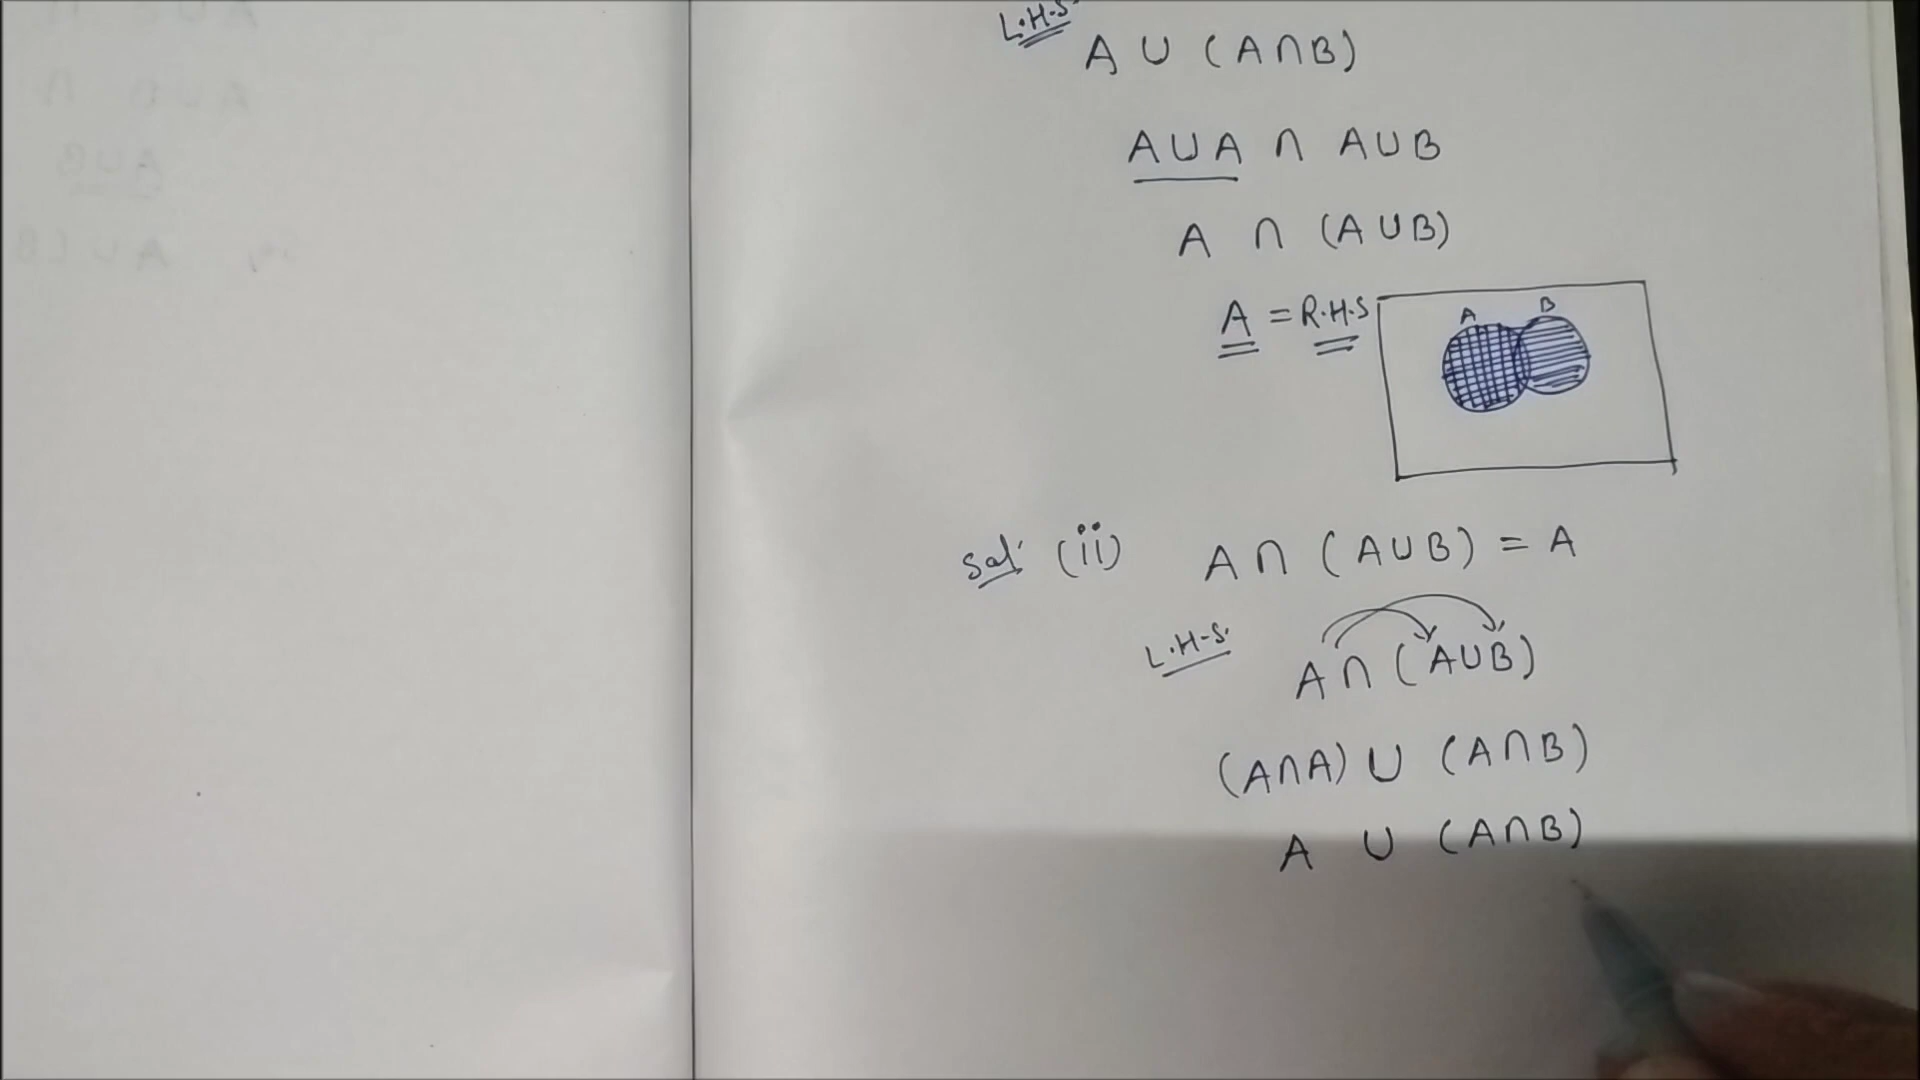 L.H.S
A ∪ (A∩B)
A∪A ∩ A∪B
A ∩ (A∪B)
A = R.H.S
A B
Sol (ii) A∩ (A∪B) = A
L.H.S. A∩(A∪B)
(A∩A) ∪ (A∩B)
A ∪ (A∩B)